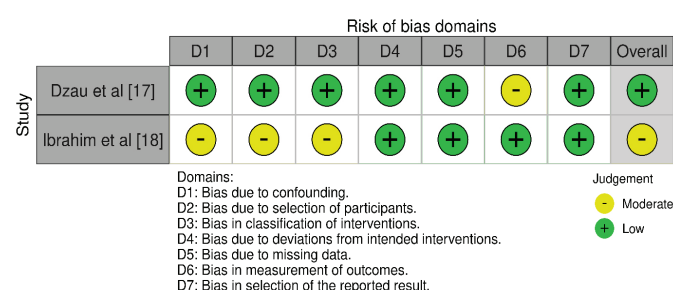 Risk of bias domains
D1 D2 D3 D4 D5 D6 D7 Overall
Study
Dzau et al [17] + + + + + - + +
Ibrahim et al [18] - - - + + + + -
Domains:
D1: Bias due to confounding.
D2: Bias due to selection of participants.
D3: Bias in classification of interventions.
D4: Bias due to deviations from intended interventions.
D5: Bias due to missing data.
D6: Bias in measurement of outcomes.
D7: Bias in selection of the reported result.
Judgement
- Moderate
+ Low